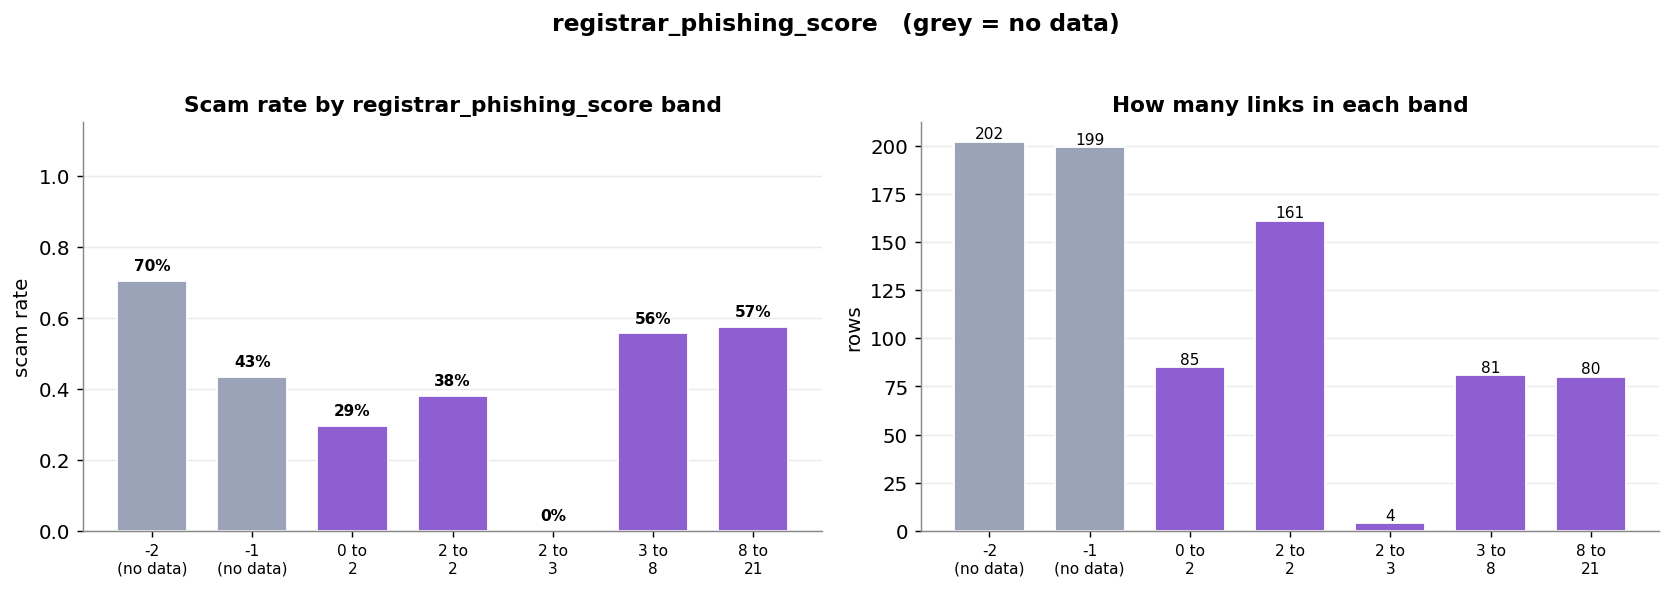 registrar_phishing_score   (grey = no data)
Scam rate by registrar_phishing_score band
scam rate
1.0
0.8
0.6
0.4
0.2
0.0
70%
43%
29%
38%
0%
56%
57%
-2
(no data)
-1
(no data)
0 to
2
2 to
2
2 to
3
3 to
8
8 to
21
How many links in each band
rows
200
175
150
125
100
75
50
25
0
202
199
85
161
4
81
80
-2
(no data)
-1
(no data)
0 to
2
2 to
2
2 to
3
3 to
8
8 to
21